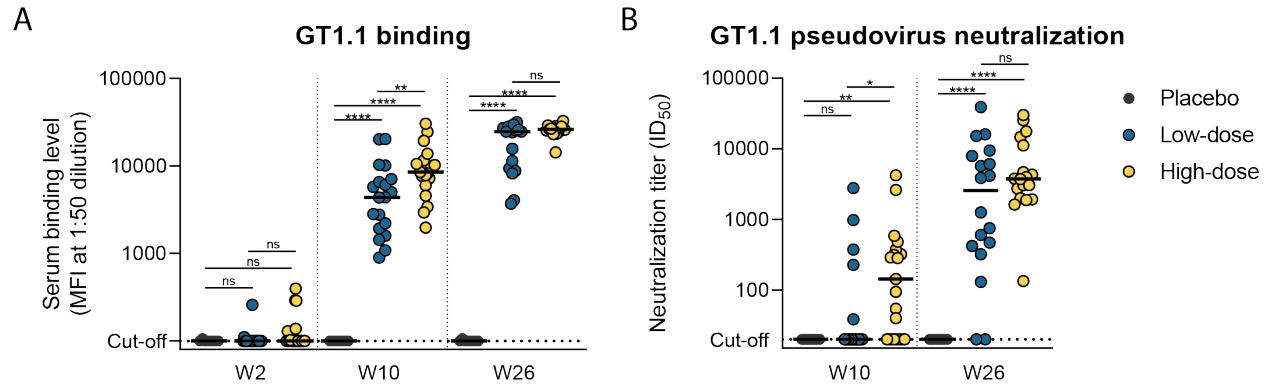 A
GT1.1 binding
Serum binding level
(MFI at 1:50 dilution)
100000
10000
1000
Cut-off
ns
ns
ns
**
****
****
ns
****
****
W2
W10
W26
B
GT1.1 pseudovirus neutralization
Neutralization titer (ID50)
100000
10000
1000
100
Cut-off
*
**
ns
ns
****
****
W10
W26
Placebo
Low-dose
High-dose